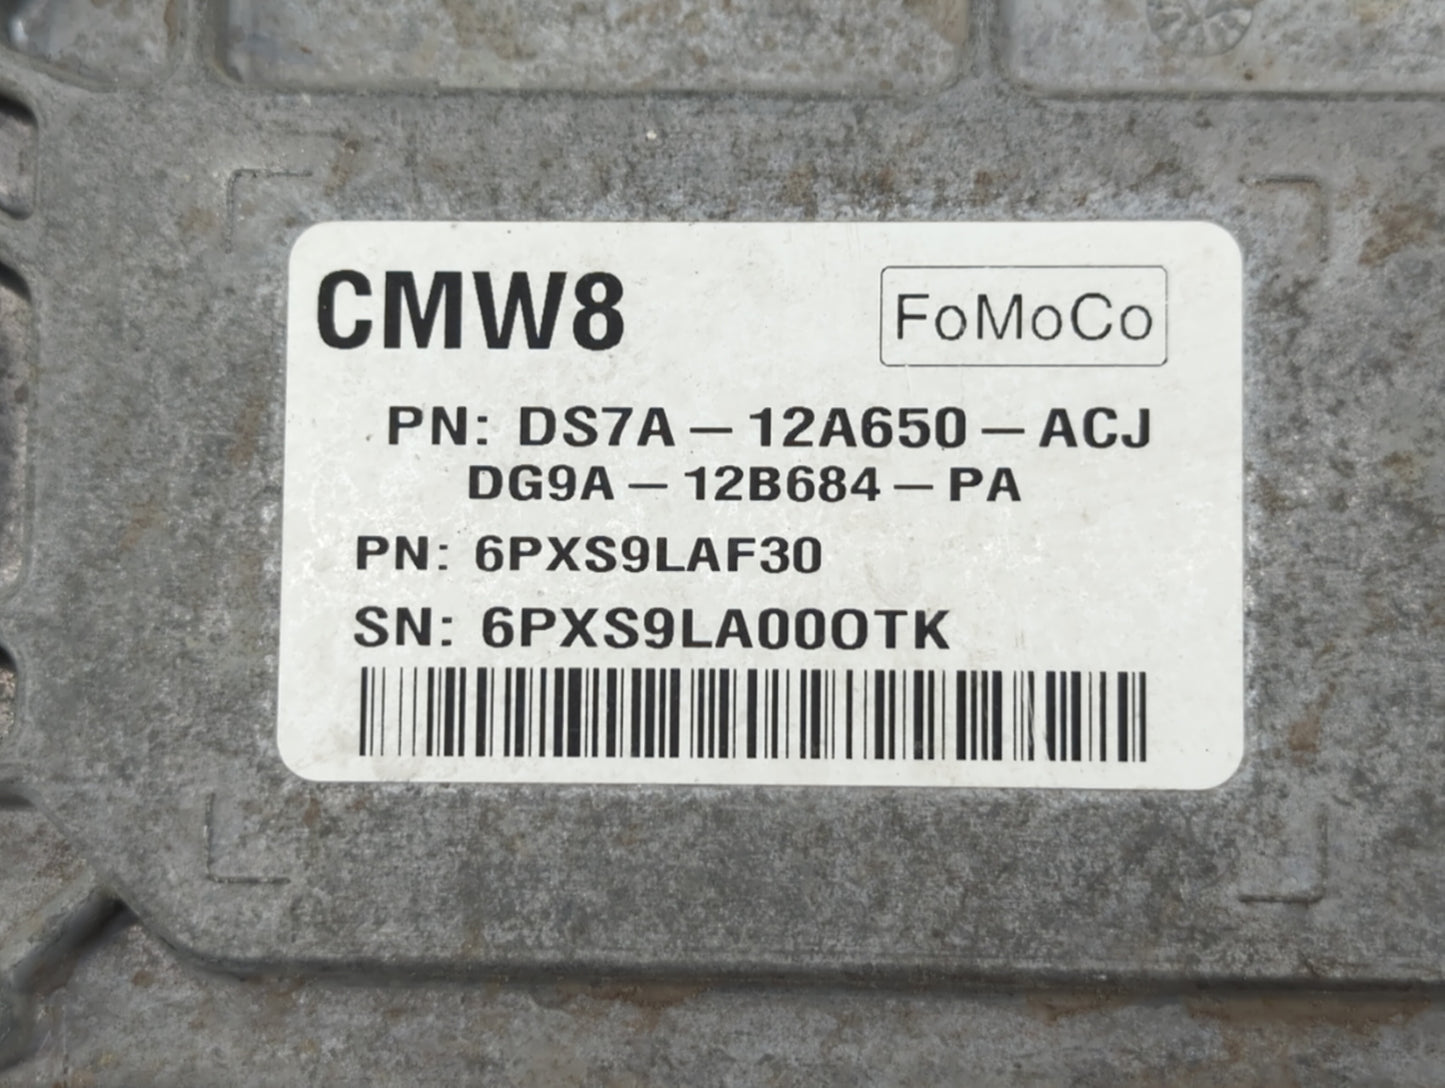 CMW8
FoMoCo
PN: DS7A-12A650-ACJ
DG9A-12B684-PA
PN: 6PXS9LAF30
SN: 6PXS9LA000TK